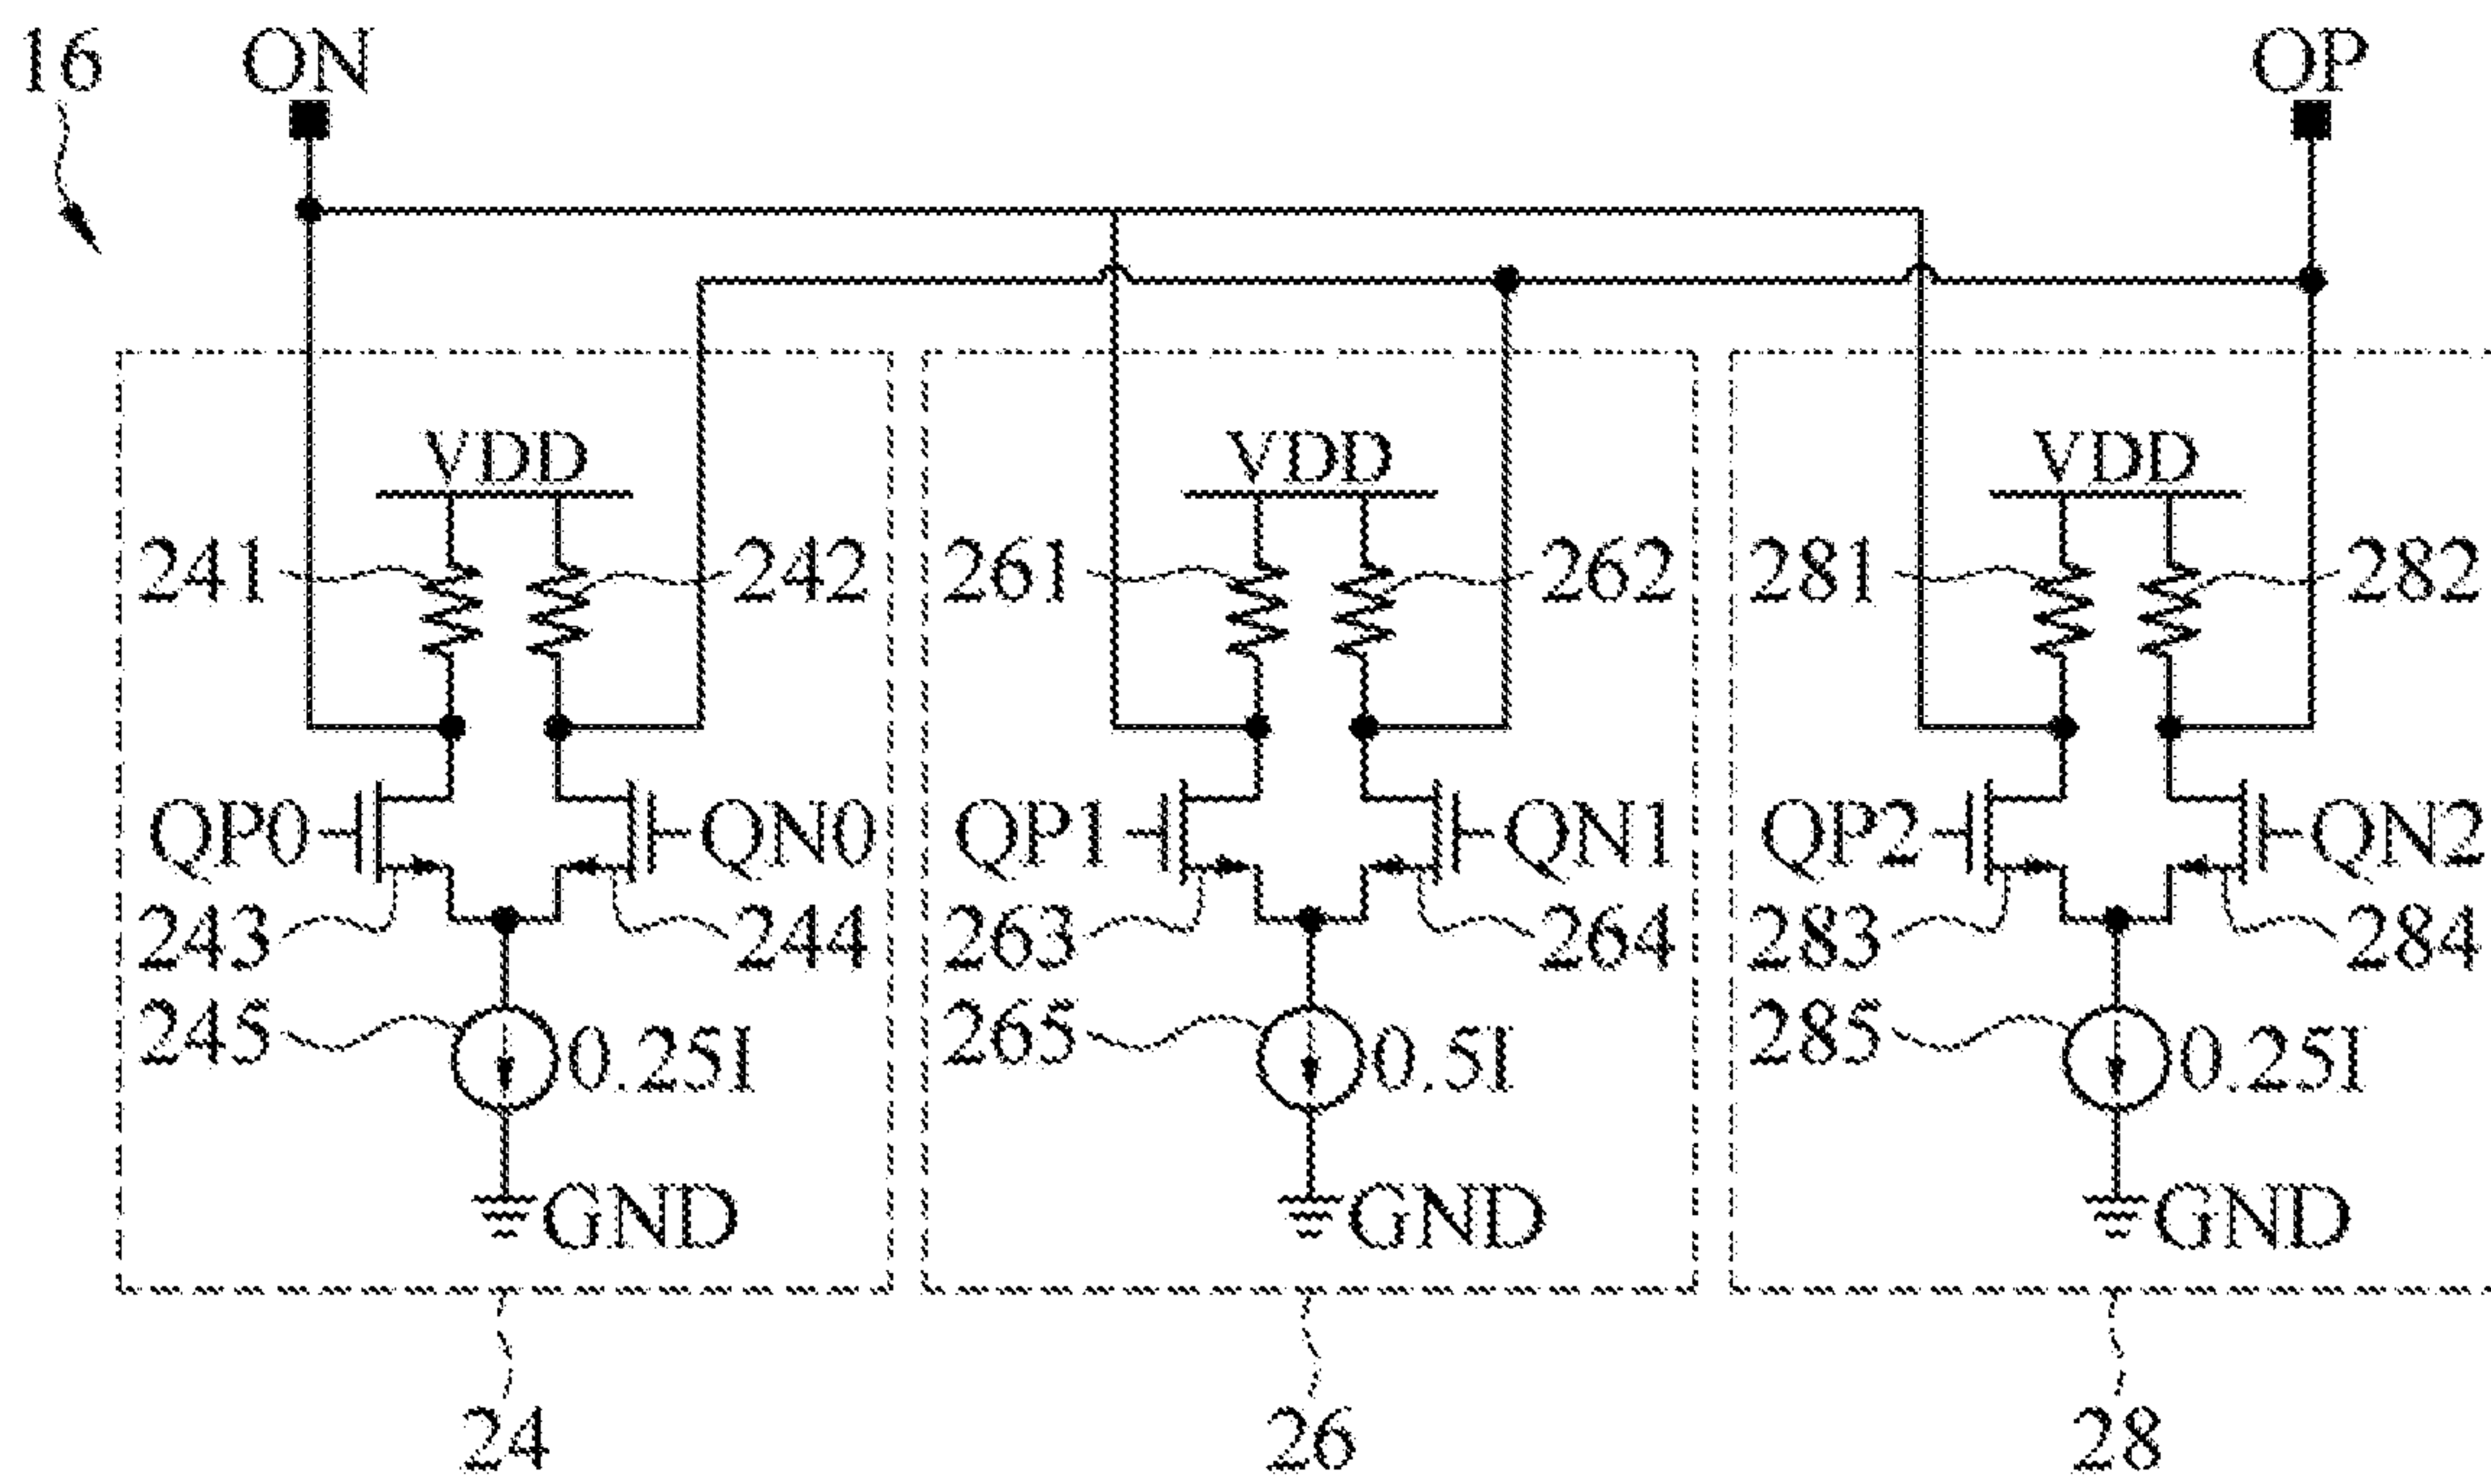 16 ON OP
VDD VDD VDD
241 242 261 262 281 282
QP0 QN0 QP1 QN1 QP2 QN2
243 244 263 264 283 284
245 0.25I 265 0.5I 285 0.25I
GND GND GND
24 26 28